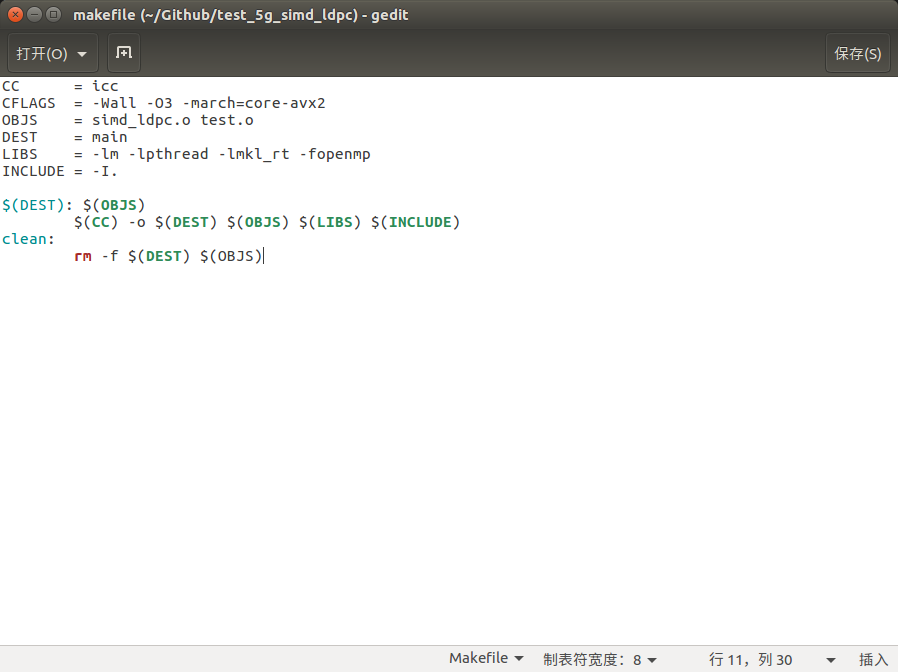 makefile (~/Github/test_5g_simd_ldpc) - gedit
打开(O)
保存(S)
CC      = icc
CFLAGS  = -Wall -O3 -march=core-avx2
OBJS    = simd_ldpc.o test.o
DEST    = main
LIBS    = -lm -lpthread -lmkl_rt -fopenmp
INCLUDE = -I.
$(DEST): $(OBJS)
        $(CC) -o $(DEST) $(OBJS) $(LIBS) $(INCLUDE)
clean:
        rm -f $(DEST) $(OBJS)
Makefile 制表符宽度：8 行 11，列 30 插入